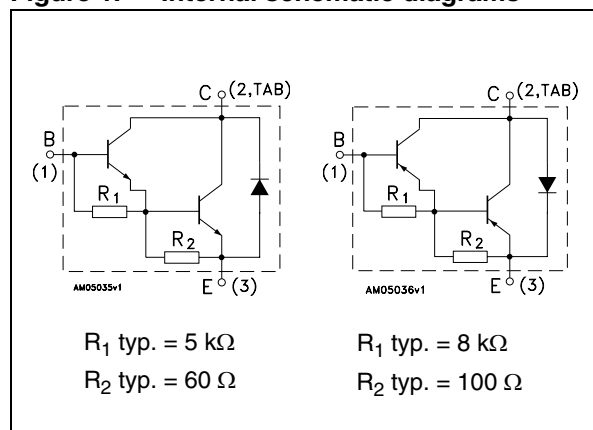 Figure 1. Internal schematic diagrams
C (2,TAB)
B
(1)
R1
R2
E (3)
AM05035v1
R1 typ. = 5 kΩ
R2 typ. = 60 Ω
C (2,TAB)
B
(1)
R1
R2
E (3)
AM05036v1
R1 typ. = 8 kΩ
R2 typ. = 100 Ω